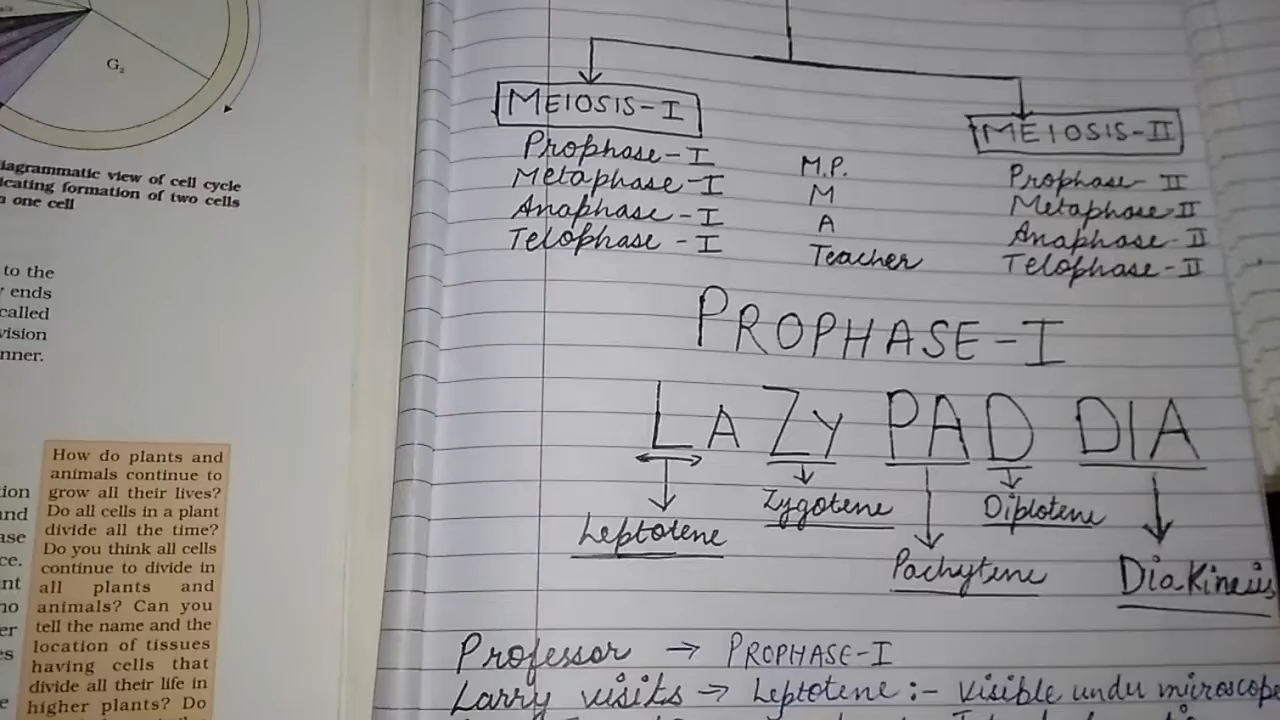 G₂
iagrammatic view of cell cycle
icating formation of two cells
one cell
to the
ends
called
vision
nner.
How do plants and
animals continue to
grow all their lives?
Do all cells in a plant
divide all the time?
Do you think all cells
continue to divide in
all plants and
animals? Can you
tell the name and the
location of tissues
having cells that
divide all their life in
higher plants? Do
MEIOSIS-I
Prophase-I
Metaphase-I
Anaphase-I
Telophase-I
M.P.
M
A
Teacher
MEIOSIS-II
Prophase-II
Metaphase-II
Anaphase-II
Telophase-II
PROPHASE-I
LAZY PAD DIA
Leptotene
Zygotene
Pachytene
Diplotene
Diakinesis
Professor → PROPHASE-I
Larry visits → Leptotene:- visible under microscope